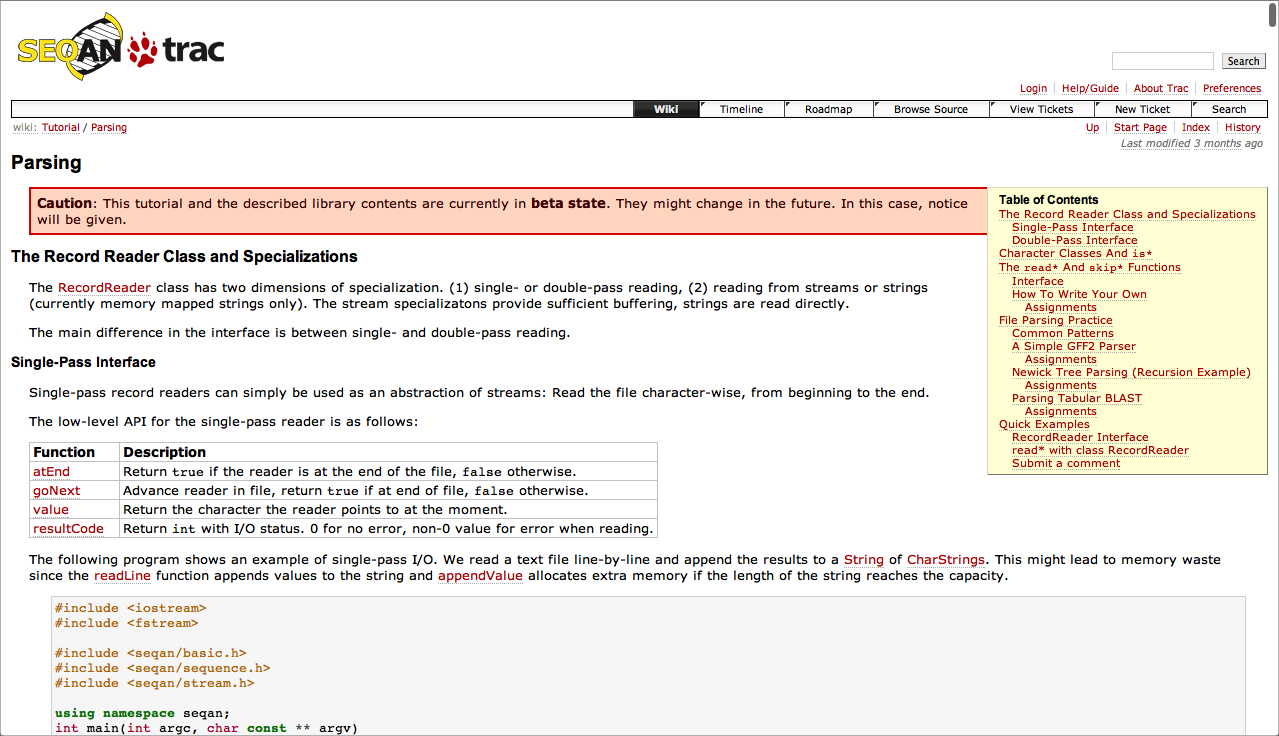 SEQAN trac
Search
Login Help/Guide About Trac Preferences
Wiki Timeline Roadmap Browse Source View Tickets New Ticket Search
wiki: Tutorial / Parsing
Up Start Page Index History
Last modified 3 months ago
Parsing
Caution: This tutorial and the described library contents are currently in beta state. They might change in the future. In this case, notice
will be given.
Table of Contents
The Record Reader Class and Specializations
Single-Pass Interface
Double-Pass Interface
Character Classes And is*
The read* And skip* Functions
Interface
How To Write Your Own
Assignments
File Parsing Practice
Common Patterns
A Simple GFF2 Parser
Assignments
Newick Tree Parsing (Recursion Example)
Assignments
Parsing Tabular BLAST
Assignments
Quick Examples
RecordReader Interface
read* with class RecordReader
Submit a comment
The Record Reader Class and Specializations
The RecordReader class has two dimensions of specialization. (1) single- or double-pass reading, (2) reading from streams or strings
(currently memory mapped strings only). The stream specializatons provide sufficient buffering, strings are read directly.
The main difference in the interface is between single- and double-pass reading.
Single-Pass Interface
Single-pass record readers can simply be used as an abstraction of streams: Read the file character-wise, from beginning to the end.
The low-level API for the single-pass reader is as follows:
Function Description
atEnd Return true if the reader is at the end of the file, false otherwise.
goNext Advance reader in file, return true if at end of file, false otherwise.
value Return the character the reader points to at the moment.
resultCode Return int with I/O status. 0 for no error, non-0 value for error when reading.
The following program shows an example of single-pass I/O. We read a text file line-by-line and append the results to a String of CharStrings. This might lead to memory waste
since the readLine function appends values to the string and appendValue allocates extra memory if the length of the string reaches the capacity.
#include <iostream>
#include <fstream>
#include <seqan/basic.h>
#include <seqan/sequence.h>
#include <seqan/stream.h>
using namespace seqan;
int main(int argc, char const ** argv)